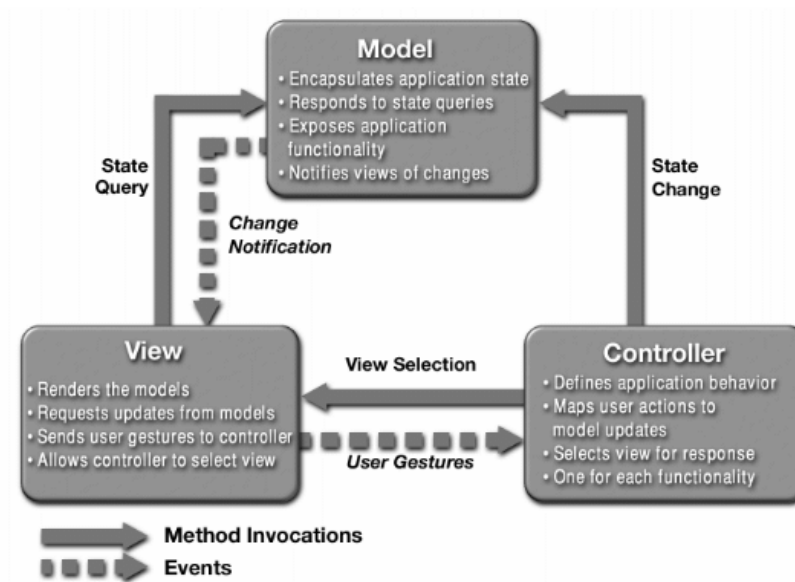 Model
• Encapsulates application state
• Responds to state queries
• Exposes application
functionality
• Notifies views of changes
State
Query
State
Change
Change
Notification
View
• Renders the models
• Requests updates from models
• Sends user gestures to controller
• Allows controller to select view
View Selection
User Gestures
Controller
• Defines application behavior
• Maps user actions to
model updates
• Selects view for response
• One for each functionality
Method Invocations
Events